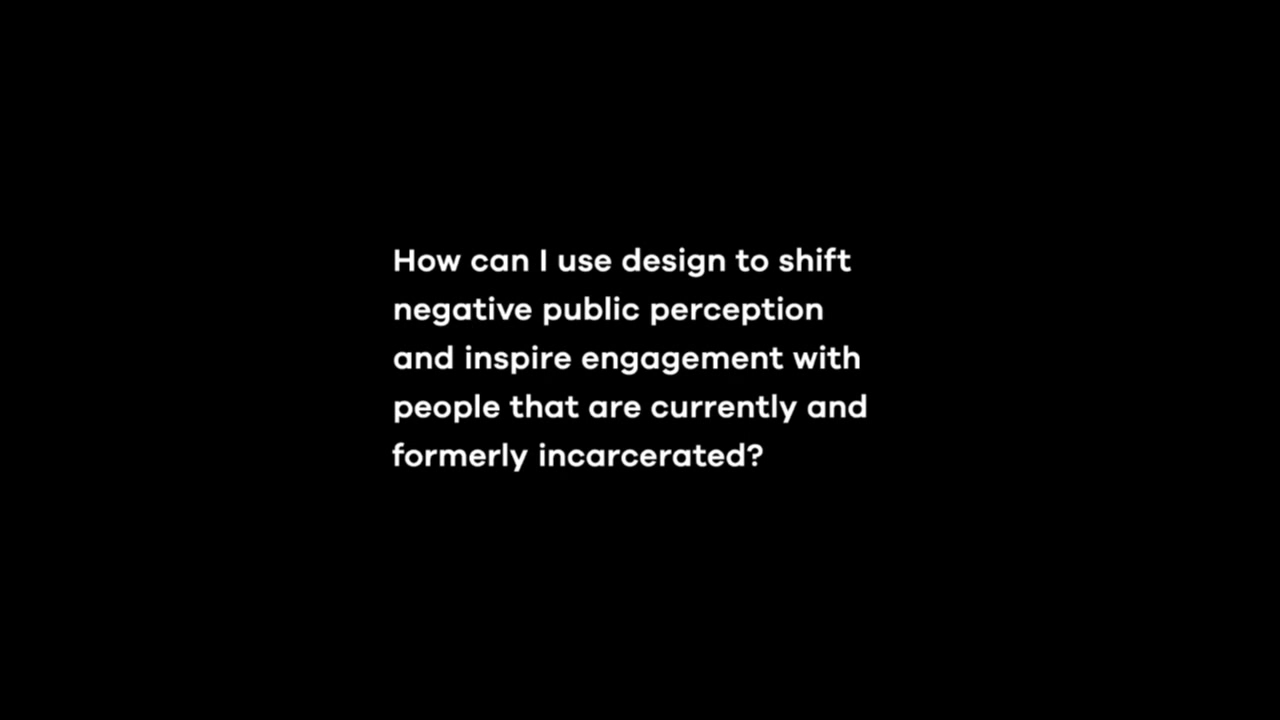 How can I use design to shift
negative public perception
and inspire engagement with
people that are currently and
formerly incarcerated?